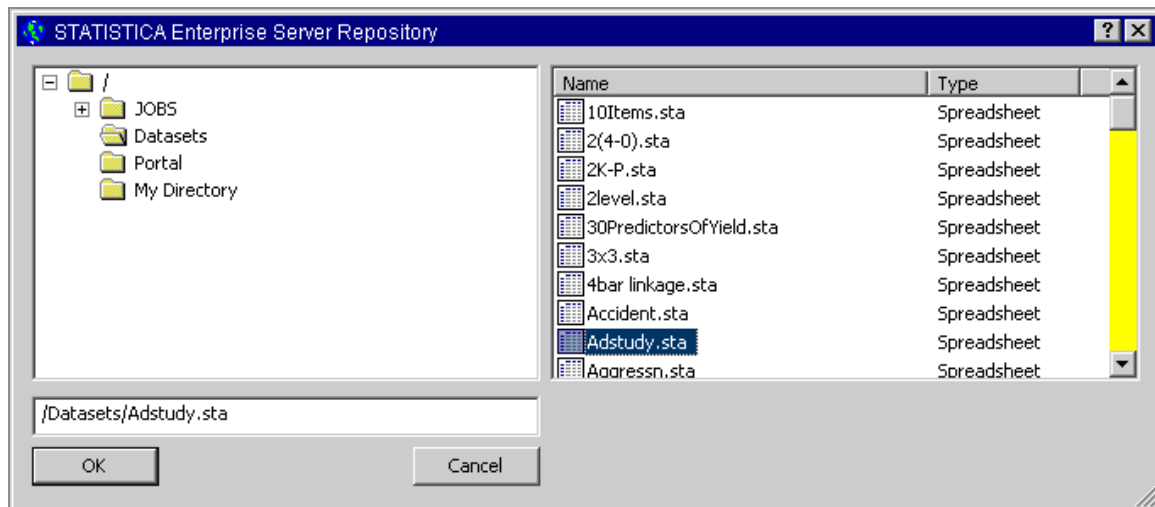 STATISTICA Enterprise Server Repository
/
JOBS
Datasets
Portal
My Directory
Name Type
10Items.sta Spreadsheet
2(4-0).sta Spreadsheet
2K-P.sta Spreadsheet
2level.sta Spreadsheet
30PredictorsOfYield.sta Spreadsheet
3x3.sta Spreadsheet
4bar linkage.sta Spreadsheet
Accident.sta Spreadsheet
Adstudy.sta Spreadsheet
Aggressn.sta Spreadsheet
/Datasets/Adstudy.sta
OK Cancel